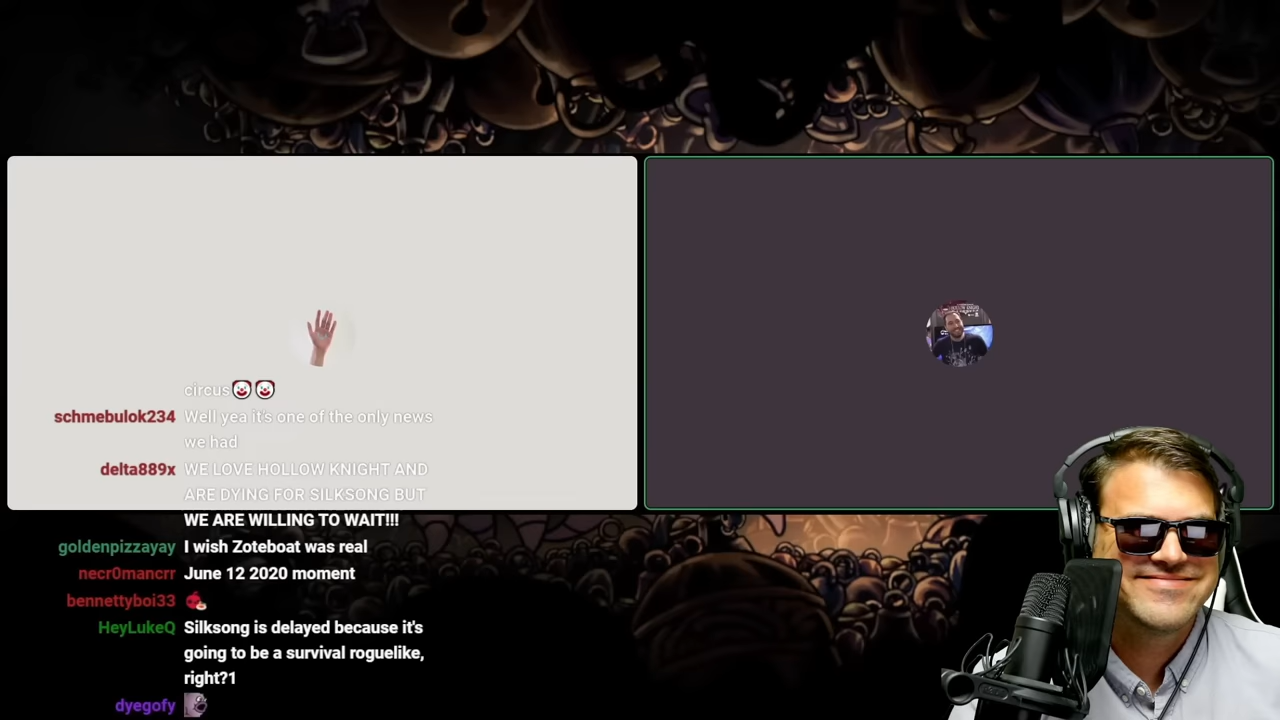 circus🤡🤡
schmebulok234 Well yea it's one of the only news
we had
delta889x WE LOVE HOLLOW KNIGHT AND
ARE DYING FOR SILKSONG BUT
WE ARE WILLING TO WAIT!!!
goldenpizzayay I wish Zoteboat was real
necr0mancrr June 12 2020 moment
bennettyboi33
HeyLukeQ Silksong is delayed because it's
going to be a survival roguelike,
right?1
dyegofy